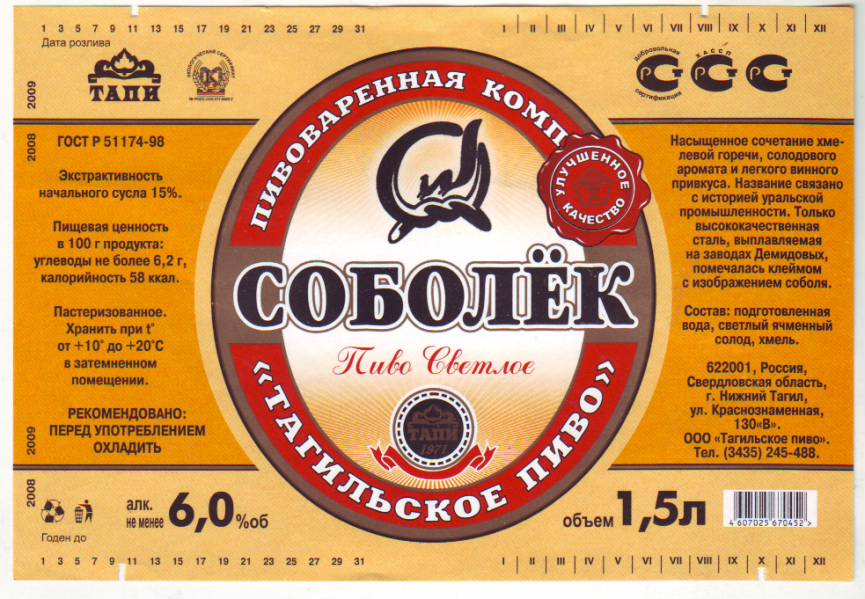 1 3 5 7 9 11 13 15 17 19 21 23 25 27 29 31
I II III IV V VI VII VIII IX X XI XII
Дата розлива
2009
2008
ТАПИ
ЭКОЛОГИЧЕСКИЙ СЕРТИФИКАТ
добровольная
сертификация
ХАССП
ГОСТ Р 51174-98
Экстрактивность
начального сусла 15%.
Пищевая ценность
в 100 г продукта:
углеводы не более 6,2 г,
калорийность 58 ккал.
Пастеризованное.
Хранить при t°
от +10° до +20°С
в затемненном
помещении.
РЕКОМЕНДОВАНО:
ПЕРЕД УПОТРЕБЛЕНИЕМ
ОХЛАДИТЬ
ПИВОВАРЕННАЯ КОМП
УЛУЧШЕННОЕ
КАЧЕСТВО
СОБОЛЁК
Пиво Светлое
ТАПИ
1971
«ТАГИЛЬСКОЕ ПИВО»
Насыщенное сочетание хме-
левой горечи, солодового
аромата и легкого винного
привкуса. Название связано
с историей уральской
промышленности. Только
высококачественная
сталь, выплавляемая
на заводах Демидовых,
помечалась клеймом
с изображением соболя.
Состав: подготовленная
вода, светлый ячменный
солод, хмель.
622001, Россия,
Свердловская область,
г. Нижний Тагил,
ул. Краснознаменная,
130«В».
ООО «Тагильское пиво».
Тел. (3435) 245-488.
2009
2008
алк.
не менее 6,0 %об
объем 1,5л
4 607025 670452 >
Годен до
1 3 5 7 9 11 13 15 17 19 21 23 25 27 29 31
I II III IV V VI VII VIII IX X XI XII